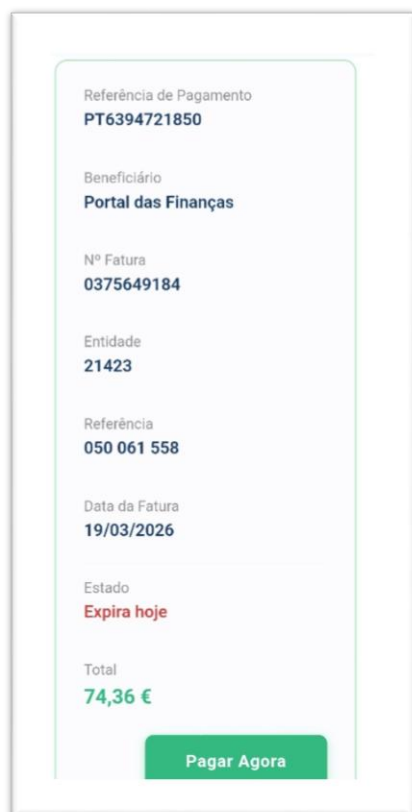 Referência de Pagamento
PT6394721850
Beneficiário
Portal das Finanças
Nº Fatura
0375649184
Entidade
21423
Referência
050 061 558
Data da Fatura
19/03/2026
Estado
Expira hoje
Total
74,36 €
Pagar Agora